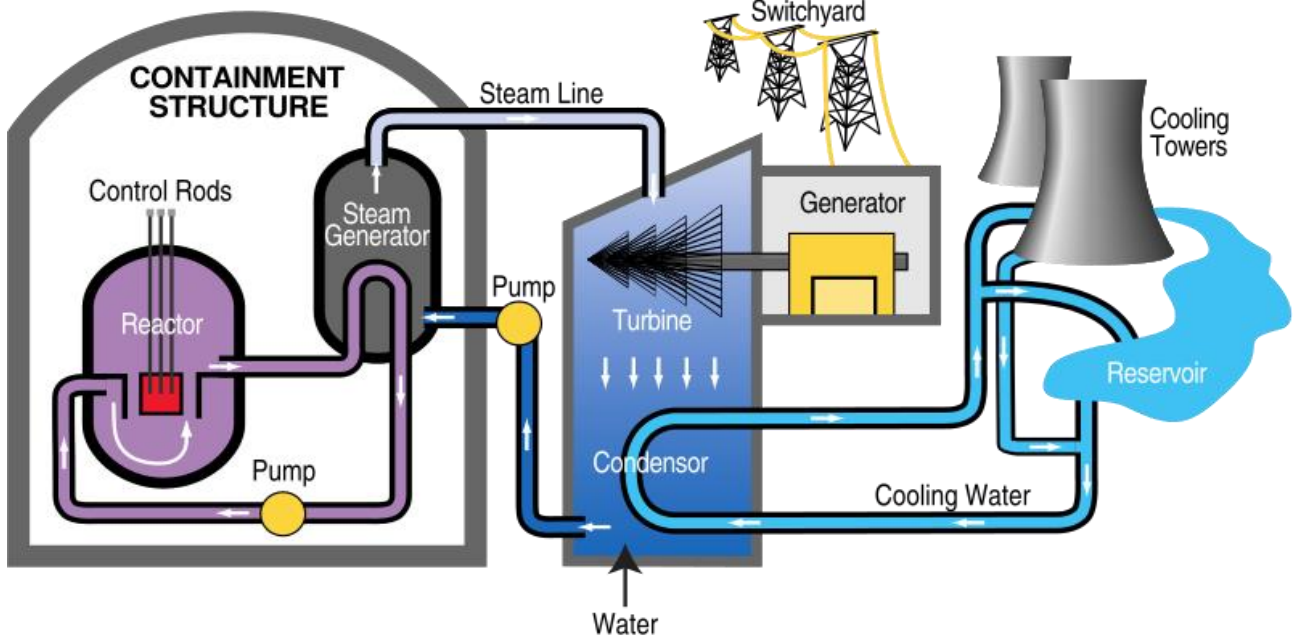 Switchyard
CONTAINMENT
STRUCTURE
Steam Line
Cooling
Towers
Control Rods
Steam
Generator
Generator
Pump
Reactor
Turbine
Reservoir
Pump
Condensor
Cooling Water
Water